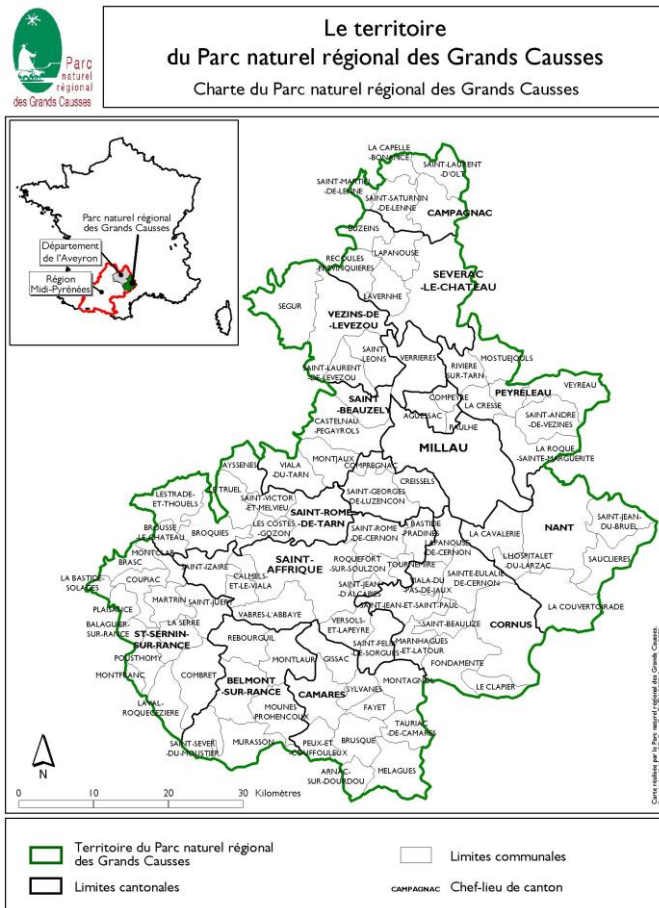 Parc
naturel
régional
des Grands Causses
Le territoire
du Parc naturel régional des Grands Causses
Charte du Parc naturel régional des Grands Causses
Parc naturel régional
des Grands Causses
Département
de l'Aveyron
Région
Midi-Pyrénées
LA CAPELLE
-BONANCE
SAINT-LAURENT
-D'OLT
SAINT-MARTIN
-DE-LENNE
SAINT-SATURNIN
-DE-LENNE
CAMPAGNAC
BUZEINS
LAPANOUSE
RECOULES
-PREVINQUIERES
SEVERAC
-LE-CHATEAU
LAVERNHE
SEGUR
VEZINS-DE
-LEVEZOU
SAINT
LEONS
VERRIERES
MOSTUEJOULS
RIVIERE
-SUR-TARN
SAINT-LAURENT
-DE-LEVEZOU
PEYRELEAU
VEYREAU
SAINT
-BEAUZELY
COMPEYRE
LA CRESSE
AGUESSAC
PAULHE
SAINT-ANDRE
-DE-VEZINES
CASTELNAU
-PEGAYROLS
MILLAU
LA ROQUE
-SAINTE-MARGUERITE
MONTJAUX
AYSSENES
VIALA
-DU-TARN
COMPREGNAC
CREISSELS
LESTRADE-
ET-THOUELS
LE TRUEL
SAINT-VICTOR
-ET-MELVIEU
SAINT-GEORGES
-DE-LUZENCON
SAINT-ROME
-DE-TARN
BROUSSE
-LE-CHATEAU
BROQUIES
LES COSTES
-GOZON
SAINT-ROME
-DE-CERNON
LA BASTIDE
-PRADINES
LA CAVALERIE
NANT
SAINT-JEAN
-DU-BRUEL
LAPANOUSE
-DE-CERNON
MONTCLAR
BRASC
SAINT-IZAIRE
SAINT-
AFFRIQUE
ROQUEFORT
-SUR-SOULZON
TOURNEMIRE
L'HOSPITALET
-DU-LARZAC
SAUCLIERES
LA BASTIDE-
SOLAGES
COUPIAC
CALMELS
-ET-LE-VIALA
SAINT-JEAN
-D'ALCAPIES
VIALA-DU
-PAS-DE-JAUX
SAINTE-EULALIE
-DE-CERNON
PLAISANCE
MARTRIN
SAINT-JUERY
VABRES-L'ABBAYE
SAINT-JEAN-ET-SAINT-PAUL
LA COUVERTOIRADE
BALAGUIER
-SUR-RANCE
LA SERRE
VERSOLS
-ET-LAPEYRE
SAINTE-BEAULIZE
CORNUS
ST-SERNIN
-SUR-RANCE
REBOURGUIL
SAINT-FELIX
-DE-SORGUES
MARNHAGUES
-ET-LATOUR
POUSTHOMY
MONTLAUR
GISSAC
FONDAMENTE
MONTFRANC
COMBRET
BELMONT
-SUR-RANCE
CAMARES
MONTAGNOL
SYLVANES
LE CLAPIER
LAVAL-
ROQUECEZIERE
MOUNES
-PROHENCOUX
FAYET
TAURIAC
-DE-CAMARES
SAINT-SEVER
-DU-MOUSTIER
MURASSON
PEUX-ET
-COUFFOULEUX
BRUSQUE
ARNAC
-SUR-DOURDOU
MELAGUES
N
0 10 20 30 Kilomètres
Carte réalisée par le Parc naturel régional des Grands Causses.
Territoire du Parc naturel régional
des Grands Causses
Limites cantonales
Limites communales
CAMPAGNAC Chef-lieu de canton